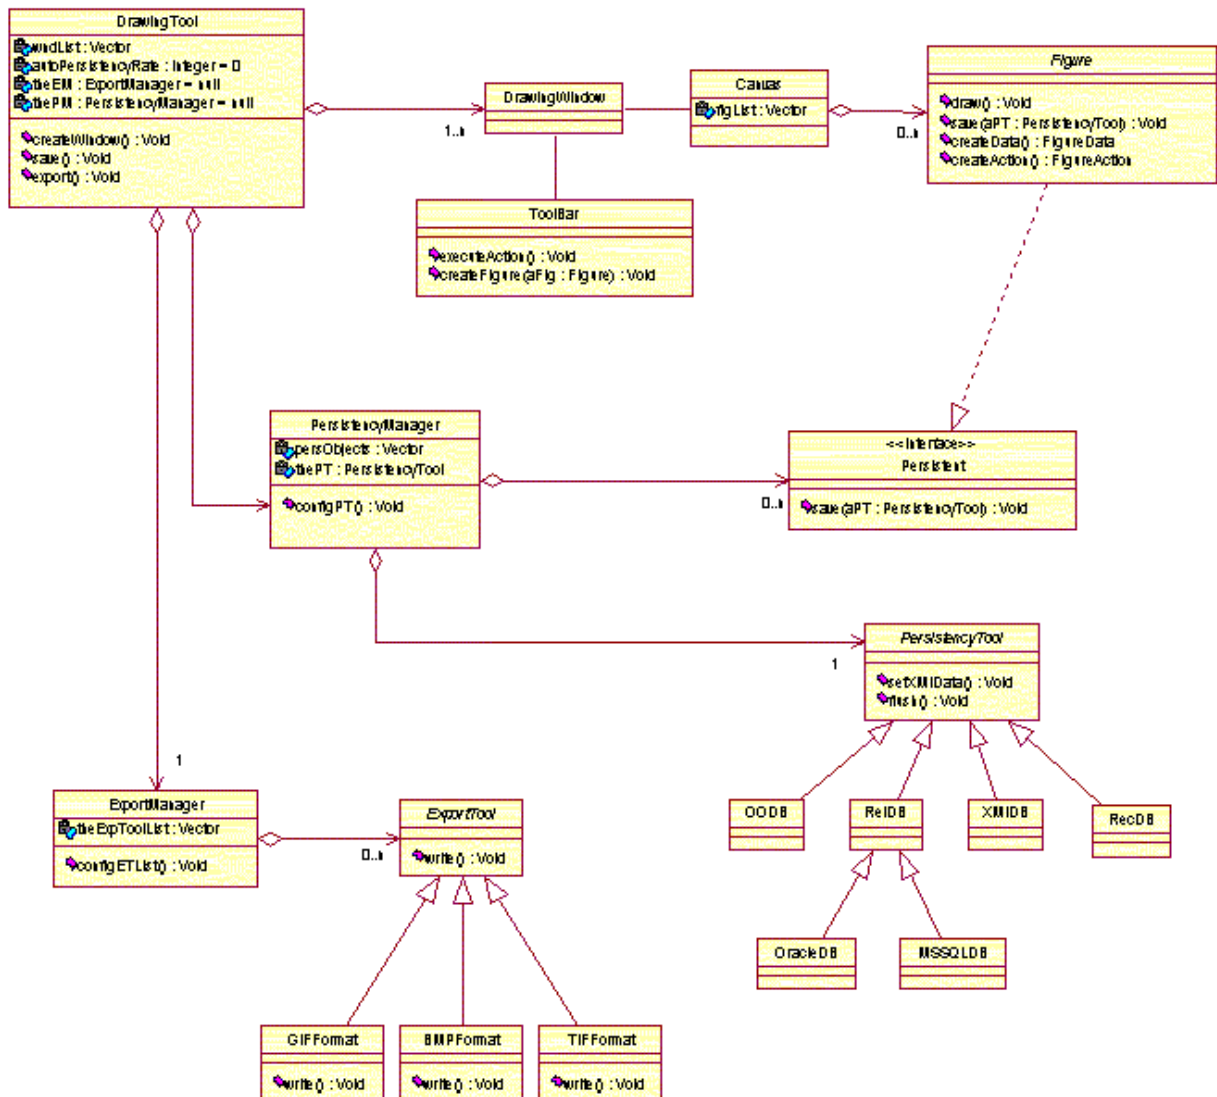 DrawingTool
wndList : Vector
autoPersistencyRate : Integer = 0
theEM : ExportManager = null
thePM : PersistencyManager = null
createWindow() : Void
save() : Void
export() : Void
1..n
DrawingWindow
Canvas
figList : Vector
0..n
Figure
draw() : Void
save(aPT : PersistencyTool) : Void
createData() : FigureData
createAction() : FigureAction
ToolBar
executeAction() : Void
createFigure(aFig : Figure) : Void
PersistencyManager
persObjects : Vector
thePT : PersistencyTool
configPT() : Void
0..n
<<Interface>>
Persistent
save(aPT : PersistencyTool) : Void
1
PersistencyTool
setXMIData() : Void
flush() : Void
1
ExportManager
theExpToolList : Vector
configETList() : Void
0..n
ExportTool
write() : Void
OODB
RelDB
XMIDB
RecDB
OracleDB
MSSQLDB
GIFFormat
write() : Void
BMPFormat
write() : Void
TIFFormat
write() : Void